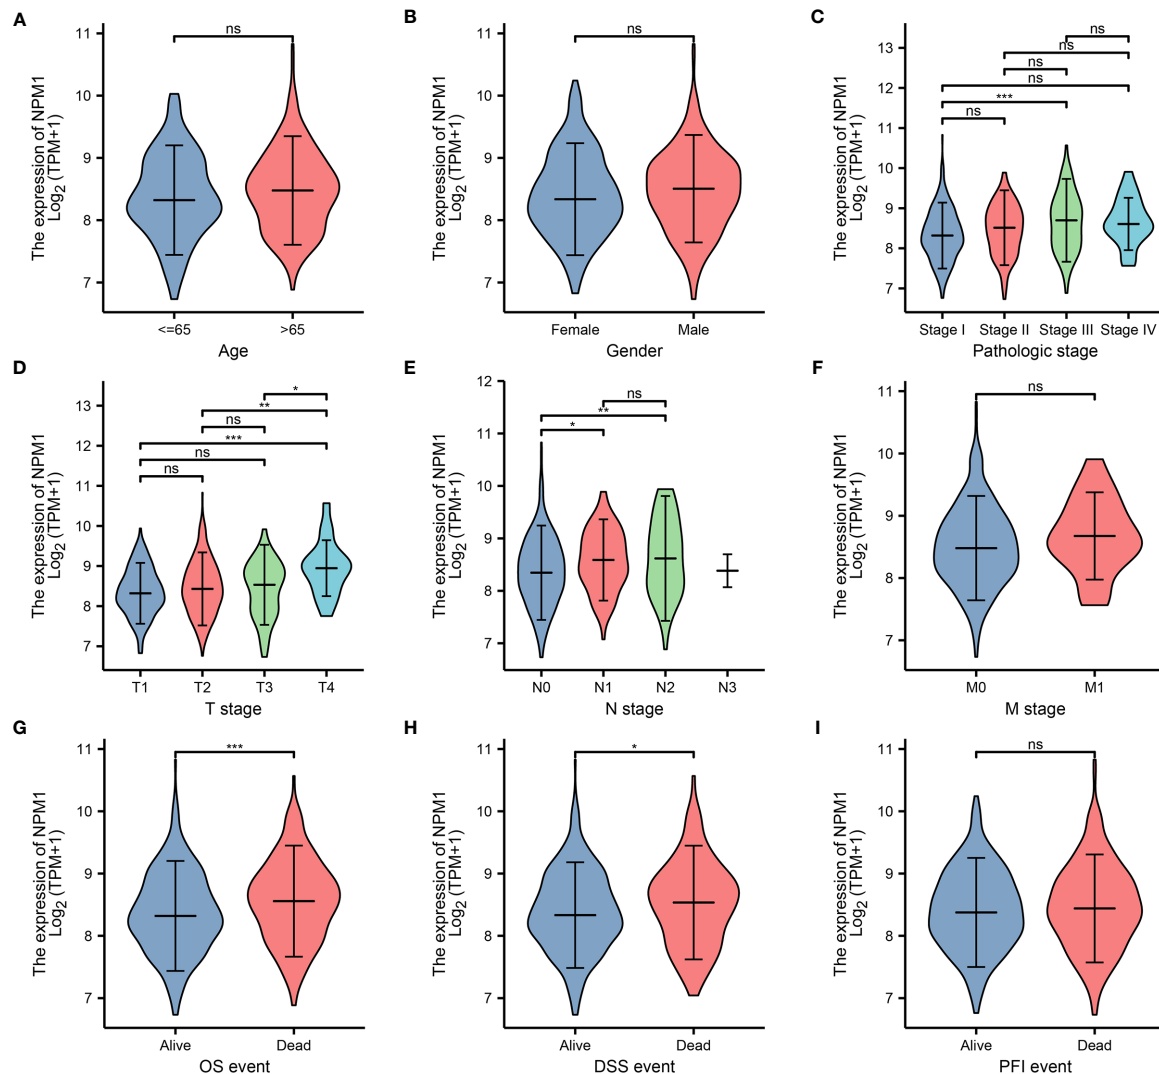 A
The expression of NPM1
Log2 (TPM+1)
11
10
9
8
7
ns
<=65
>65
Age
B
The expression of NPM1
Log2 (TPM+1)
11
10
9
8
7
ns
Female
Male
Gender
C
The expression of NPM1
Log2 (TPM+1)
13
12
11
10
9
8
7
ns
ns
ns
ns
***
ns
Stage I
Stage II
Stage III
Stage IV
Pathologic stage
D
The expression of NPM1
Log2 (TPM+1)
13
12
11
10
9
8
7
*
**
ns
***
ns
ns
T1
T2
T3
T4
T stage
E
The expression of NPM1
Log2 (TPM+1)
12
11
10
9
8
7
ns
**
*
N0
N1
N2
N3
N stage
F
The expression of NPM1
Log2 (TPM+1)
11
10
9
8
7
ns
M0
M1
M stage
G
The expression of NPM1
Log2 (TPM+1)
11
10
9
8
7
***
Alive
Dead
OS event
H
The expression of NPM1
Log2 (TPM+1)
11
10
9
8
7
*
Alive
Dead
DSS event
I
The expression of NPM1
Log2 (TPM+1)
11
10
9
8
7
ns
Alive
Dead
PFI event